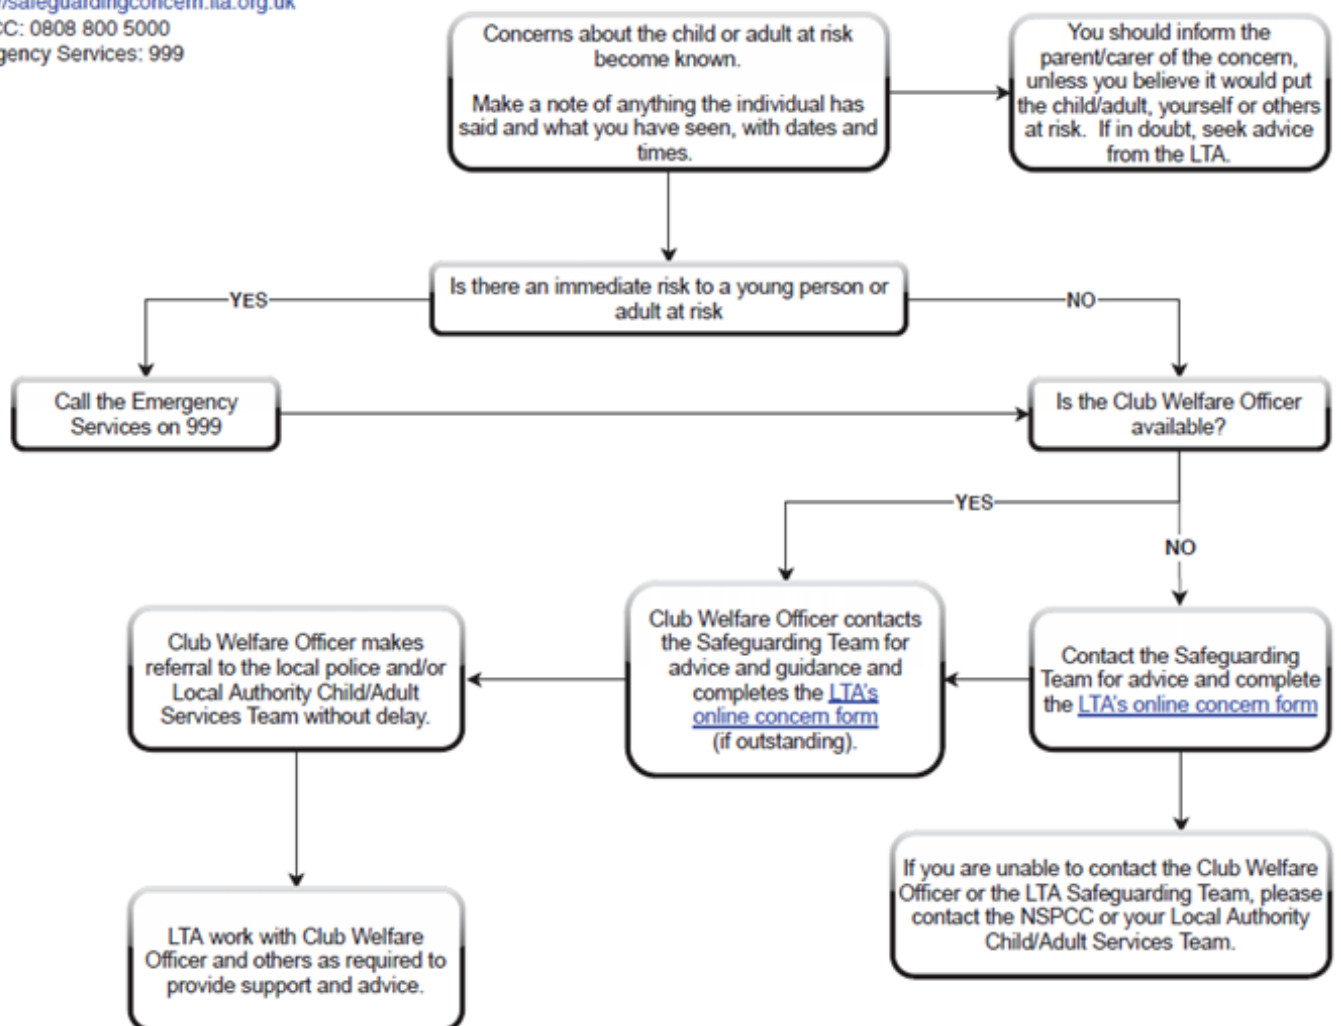 //safeguardingconcern.lta.org.uk
CC: 0808 800 5000
gency Services: 999
Concerns about the child or adult at risk
become known.
Make a note of anything the individual has
said and what you have seen, with dates and
times.
You should inform the
parent/carer of the concern,
unless you believe it would put
the child/adult, yourself or others
at risk. If in doubt, seek advice
from the LTA.
Is there an immediate risk to a young person or
adult at risk
YES
NO
Call the Emergency
Services on 999
Is the Club Welfare Officer
available?
YES
NO
Club Welfare Officer makes
referral to the local police and/or
Local Authority Child/Adult
Services Team without delay.
Club Welfare Officer contacts
the Safeguarding Team for
advice and guidance and
completes the LTA's
online concern form
(if outstanding).
Contact the Safeguarding
Team for advice and complete
the LTA's online concern form
If you are unable to contact the Club Welfare
Officer or the LTA Safeguarding Team, please
contact the NSPCC or your Local Authority
Child/Adult Services Team.
LTA work with Club Welfare
Officer and others as required to
provide support and advice.